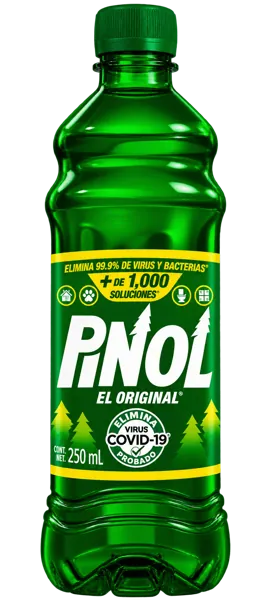 ELIMINA 99.9% DE VIRUS Y BACTERIAS*
+ DE 1,000
SOLUCIONES*
PINOL
EL ORIGINAL®
ELIMINA
VIRUS
COVID-19*
PROBADO
CONT.
NET. 250 mL